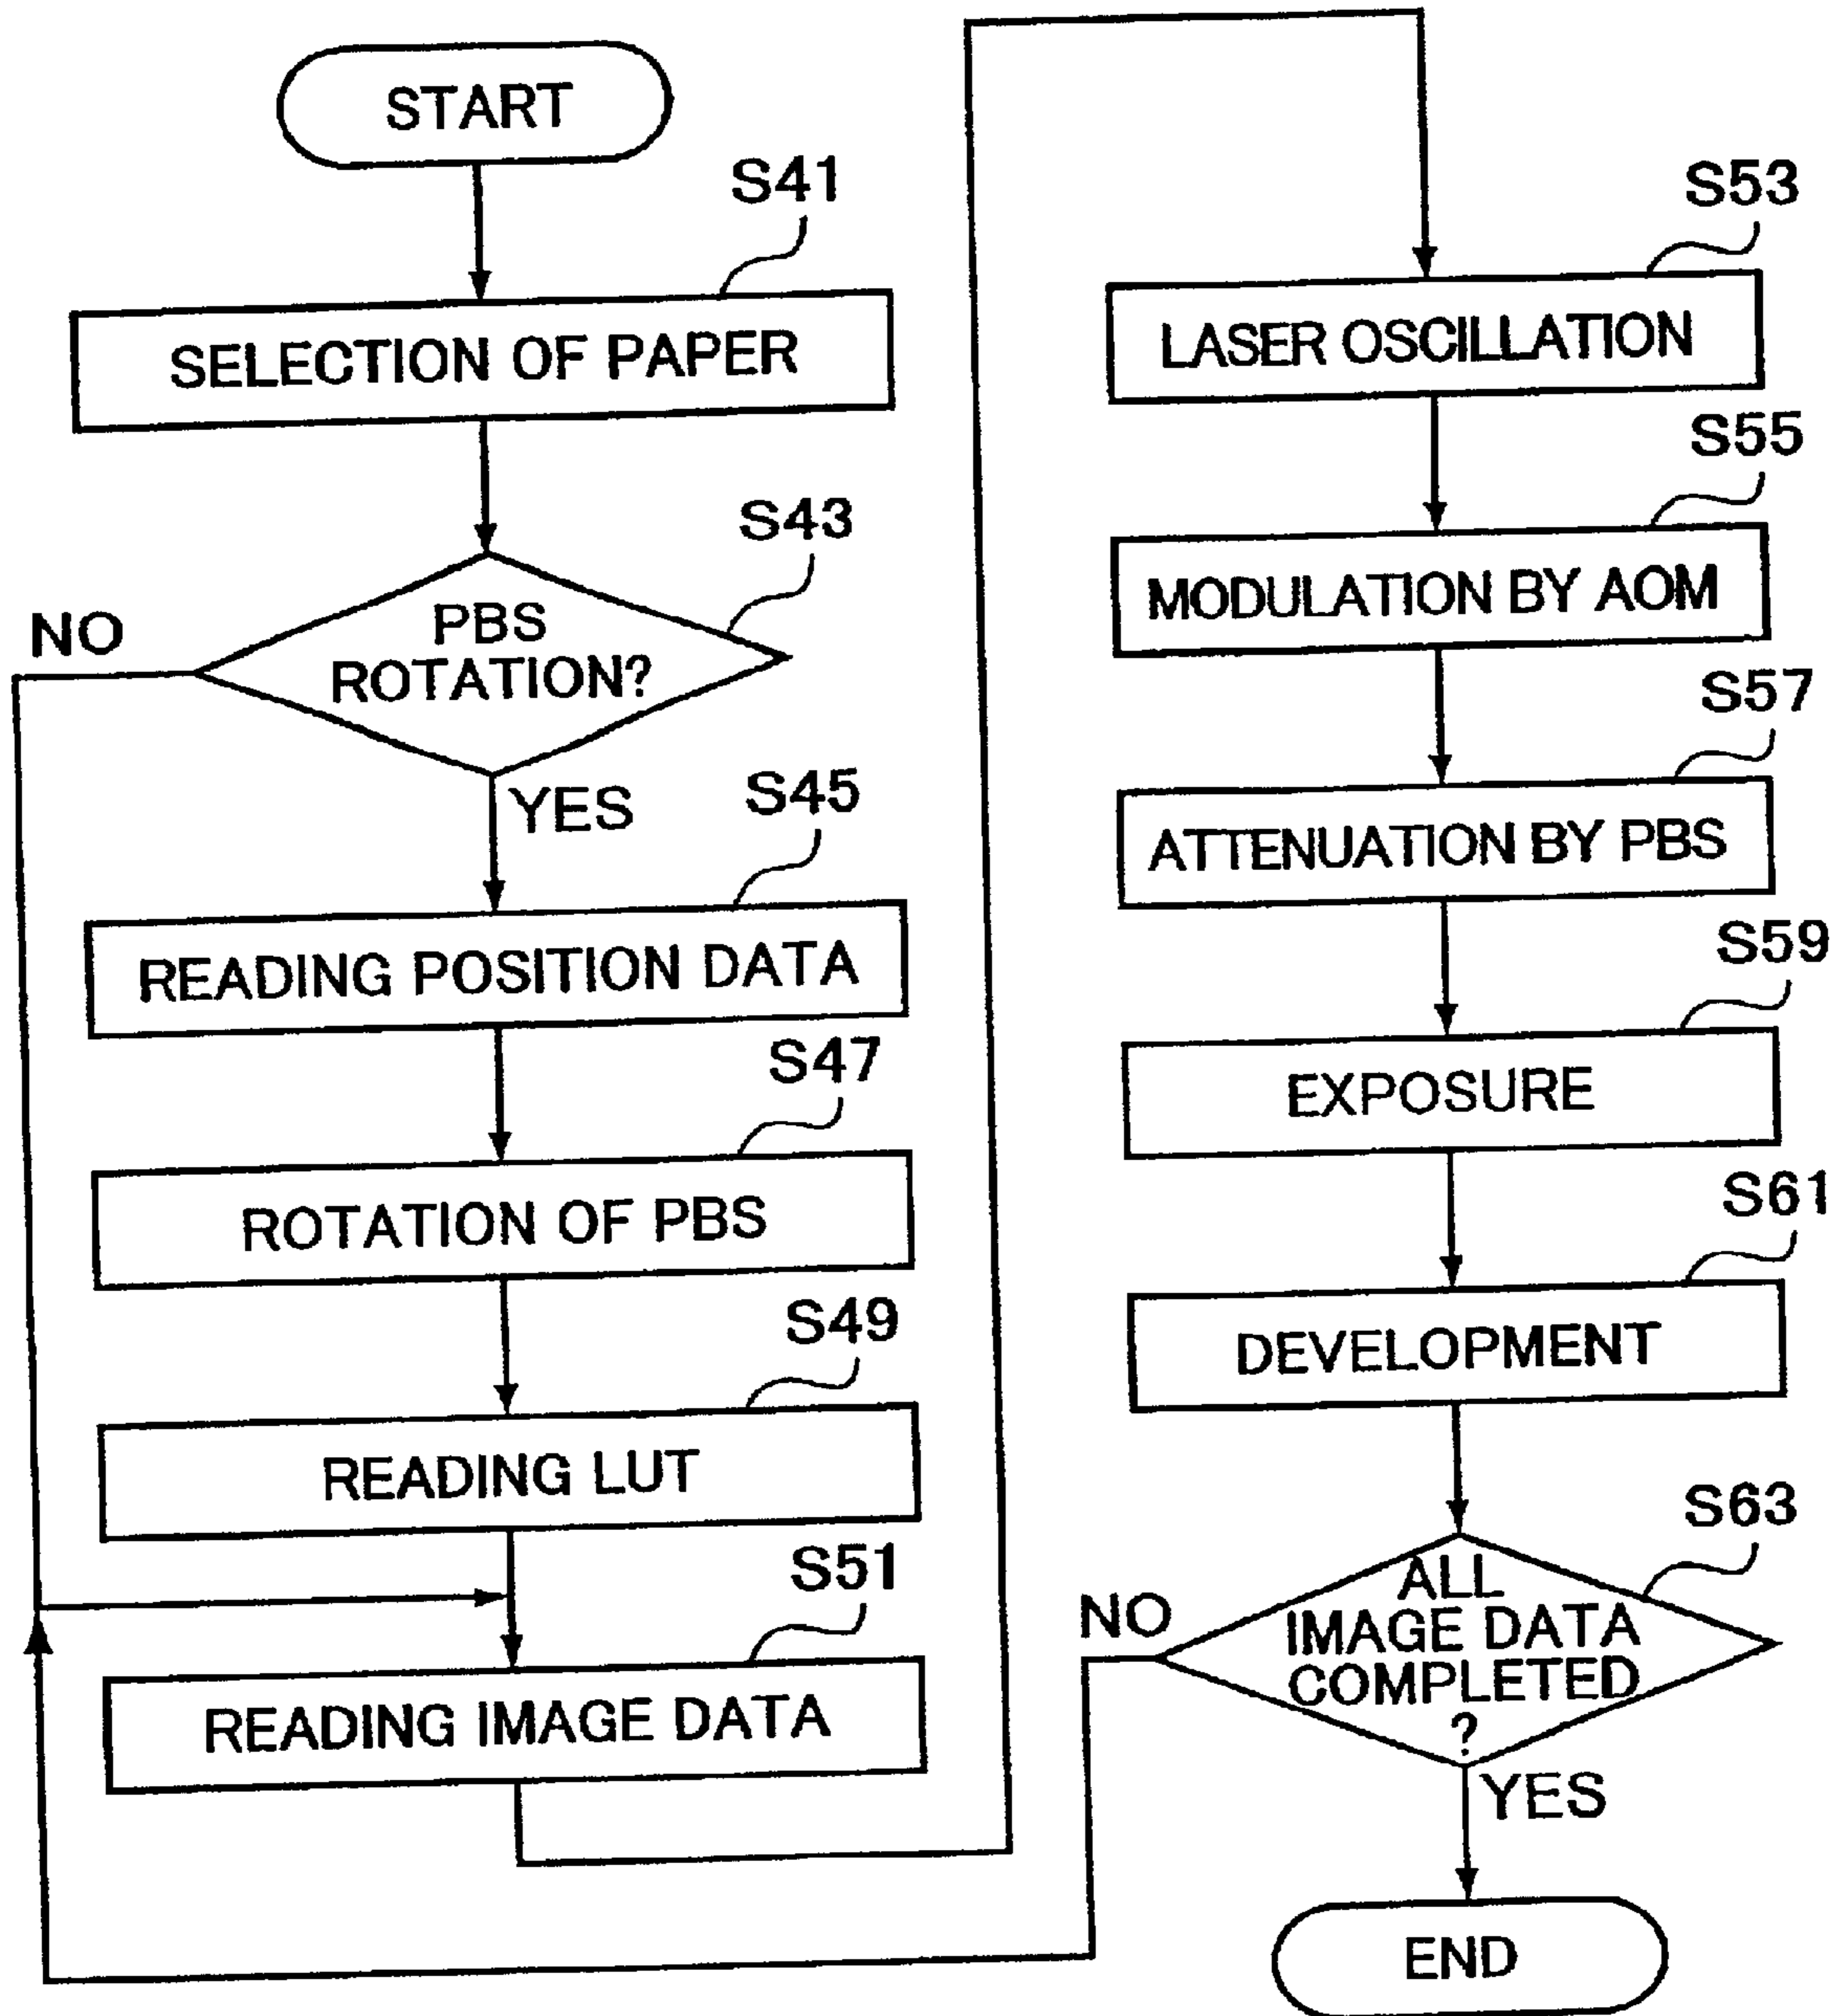 START
S41
SELECTION OF PAPER
S43
NO
PBS
ROTATION?
YES
S45
READING POSITION DATA
S47
ROTATION OF PBS
S49
READING LUT
S51
READING IMAGE DATA
S53
LASER OSCILLATION
S55
MODULATION BY AOM
S57
ATTENUATION BY PBS
S59
EXPOSURE
S61
DEVELOPMENT
S63
NO
ALL
IMAGE DATA
COMPLETED
?
YES
END